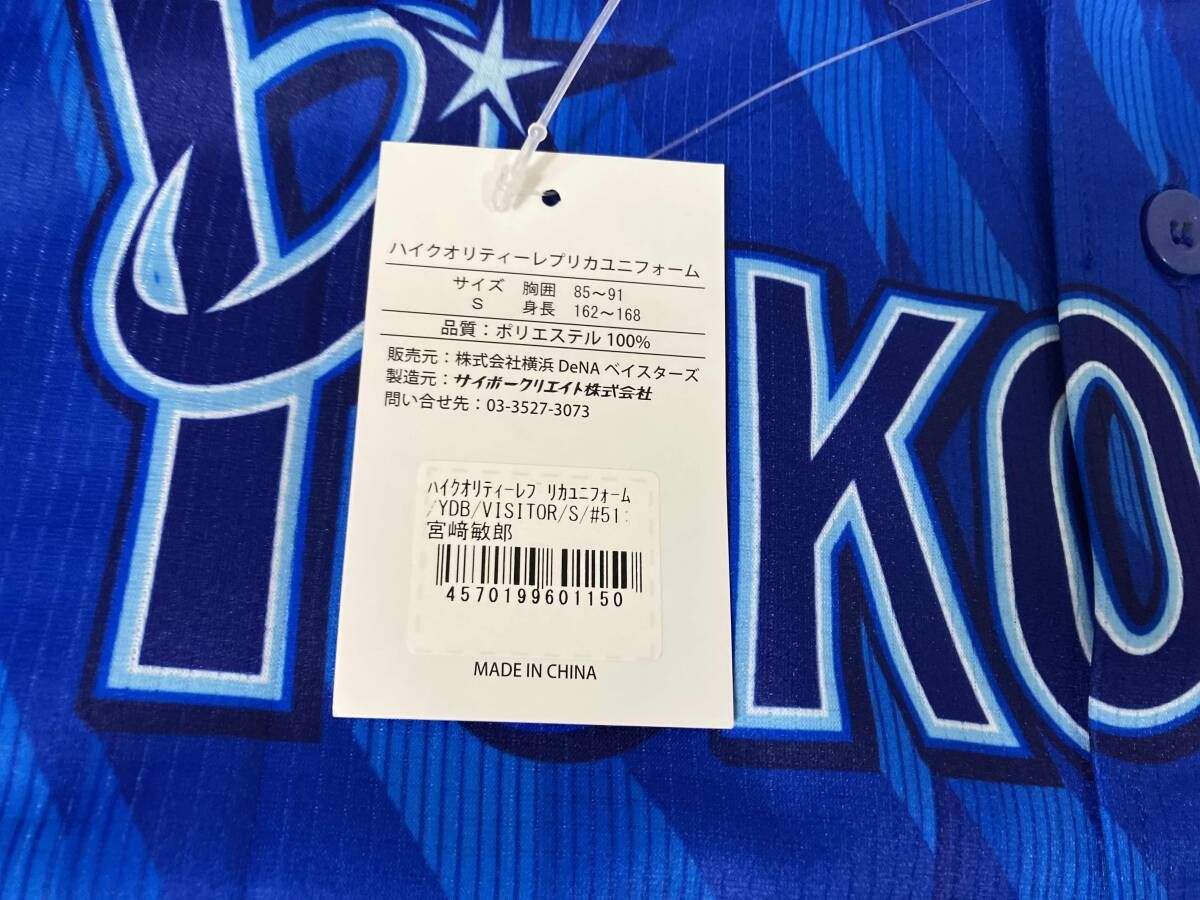 ハイクオリティーレプリカユニフォーム
サイズ 胸囲 85～91
S 身長 162～168
品質：ポリエステル 100%
販売元：株式会社横浜 DeNA ベイスターズ
製造元：サイボークリエイト株式会社
問い合せ先：03-3527-3073
ﾊｲｸｵﾘﾃｨｰﾚﾌﾟﾘｶﾕﾆﾌｫｰﾑ
/YDB/VISITOR/S/#51:
宮﨑敏郎
4570199601150
MADE IN CHINA
YOKO